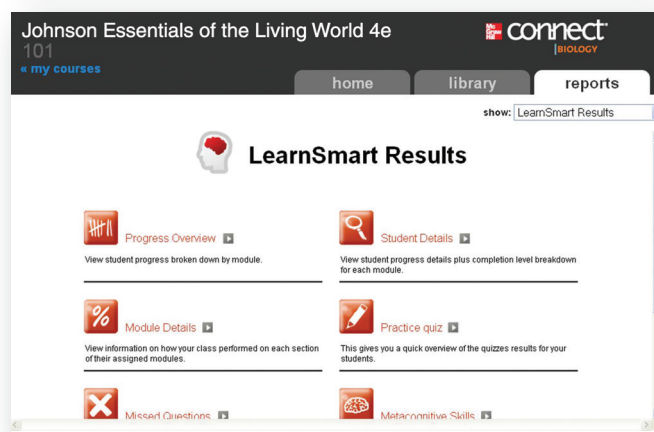 Johnson Essentials of the Living World 4e
101
« my courses
Mc Graw Hill connect
|BIOLOGY
home library reports
show: LearnSmart Results
LearnSmart Results
Progress Overview
View student progress broken down by module.
Student Details
View student progress details plus completion level breakdown
for each module.
%
Module Details
View information on how your class performed on each section
of their assigned modules.
Practice quiz
This gives you a quick overview of the quizzes results for your
students.
Missed Questions
Metacognitive Skills